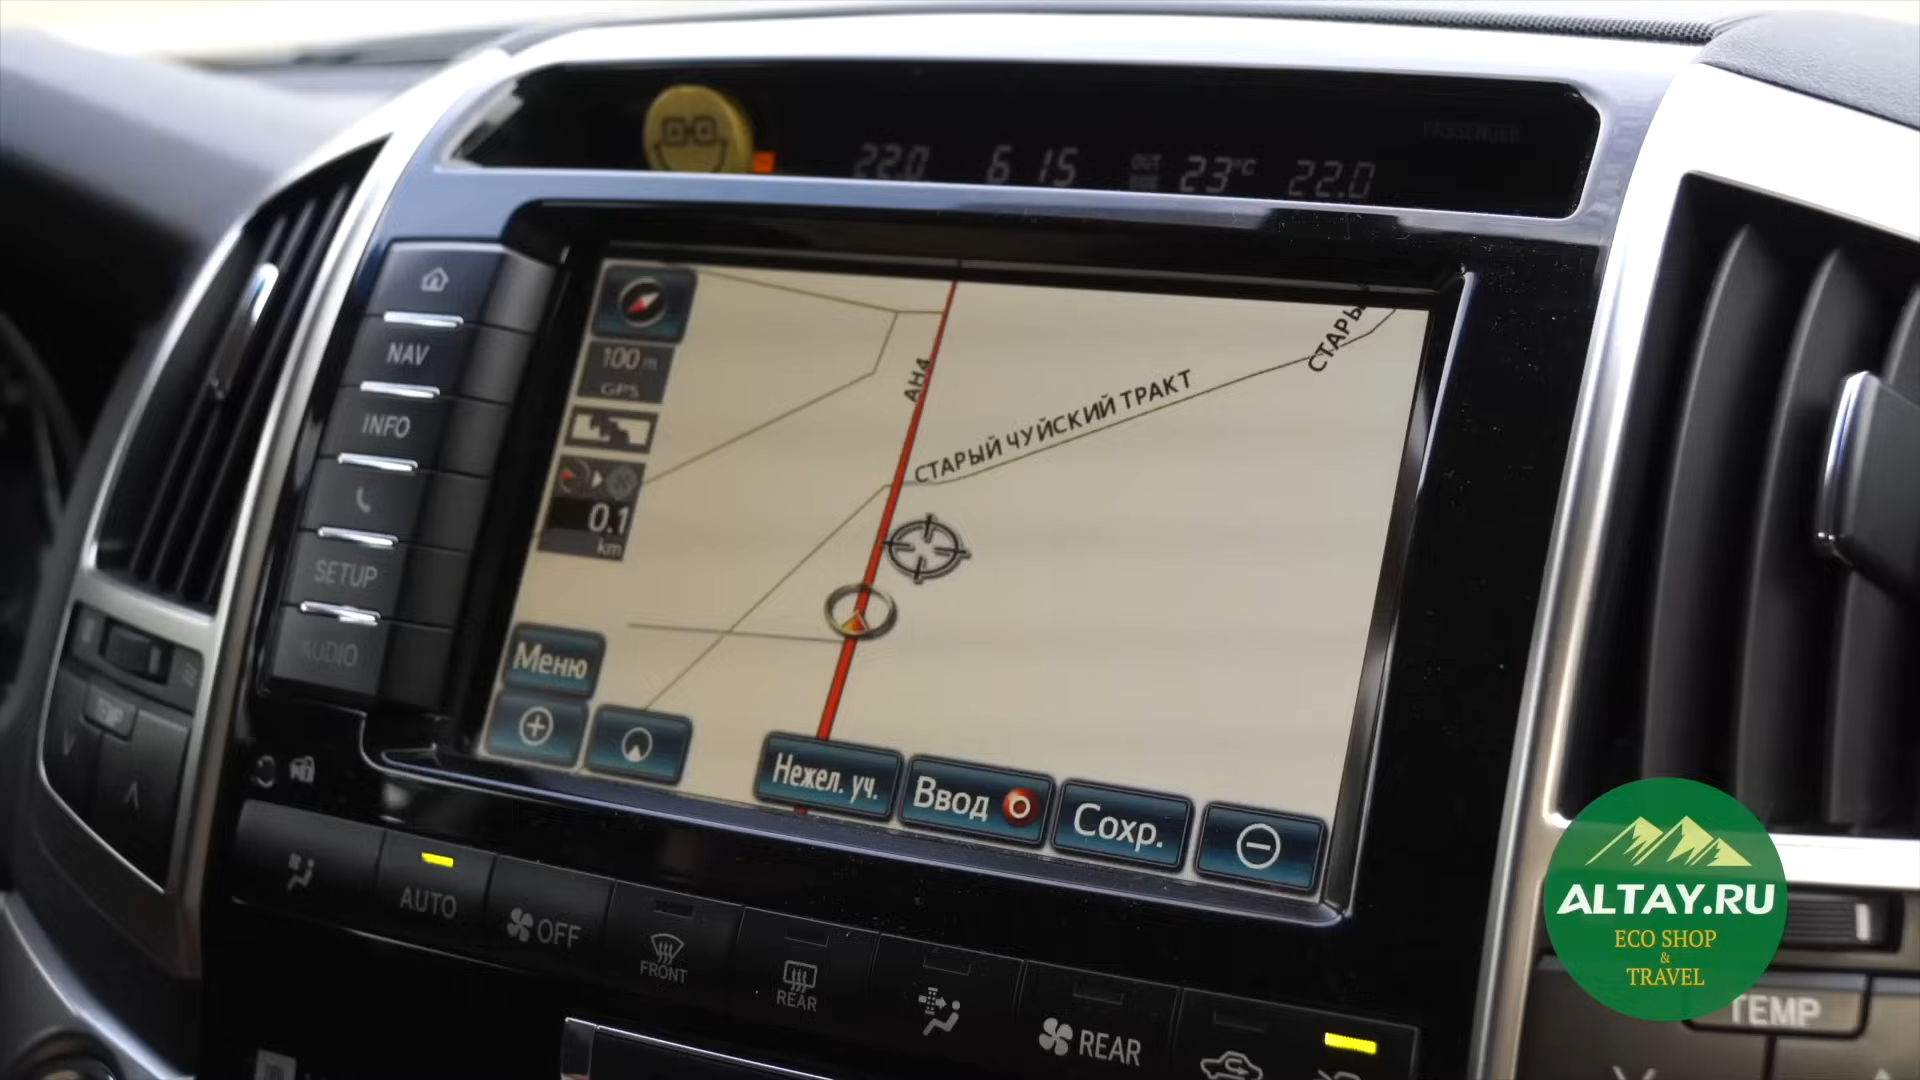 PASSENGER
22.0
6 15
OUT
23°C
22.0
NAV
INFO
SETUP
AUDIO
100 m
GPS
0.1
km
АН4
СТАРЫЙ ЧУЙСКИЙ ТРАКТ
СТАРЫ
Меню
Нежел. уч.
Ввод
Сохр.
TEMP
AUTO
OFF
FRONT
REAR
REAR
ALTAY.RU
ECO SHOP
&
TRAVEL
TEMP